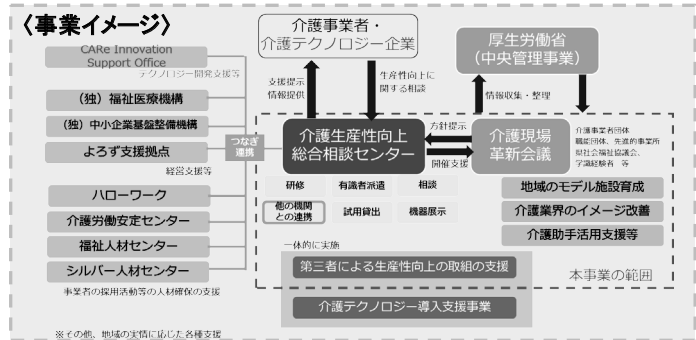 〈事業イメージ〉
CARe Innovation
Support Office
テクノロジー開発支援等
（独）福祉医療機構
（独）中小企業基盤整備機構
よろず支援拠点
経営支援等
ハローワーク
介護労働安定センター
福祉人材センター
シルバー人材センター
事業者の採用活動等の人材確保の支援
※その他、地域の実情に応じた各種支援
つなぎ
連携
介護事業者・
介護テクノロジー企業
支援提示
情報提供
生産性向上に
関する相談
介護生産性向上
総合相談センター
方針提示
開催支援
厚生労働省
（中央管理事業）
情報収集・整理
介護現場
革新会議
介護事業者団体
職能団体、先進的事業所
県社会福祉協議会、
学識経験者　等
研修
有識者派遣
相談
他の機関
との連携
試用貸出
機器展示
地域のモデル施設育成
介護業界のイメージ改善
介護助手活用支援等
一体的に実施
第三者による生産性向上の取組の支援
本事業の範囲
介護テクノロジー導入支援事業